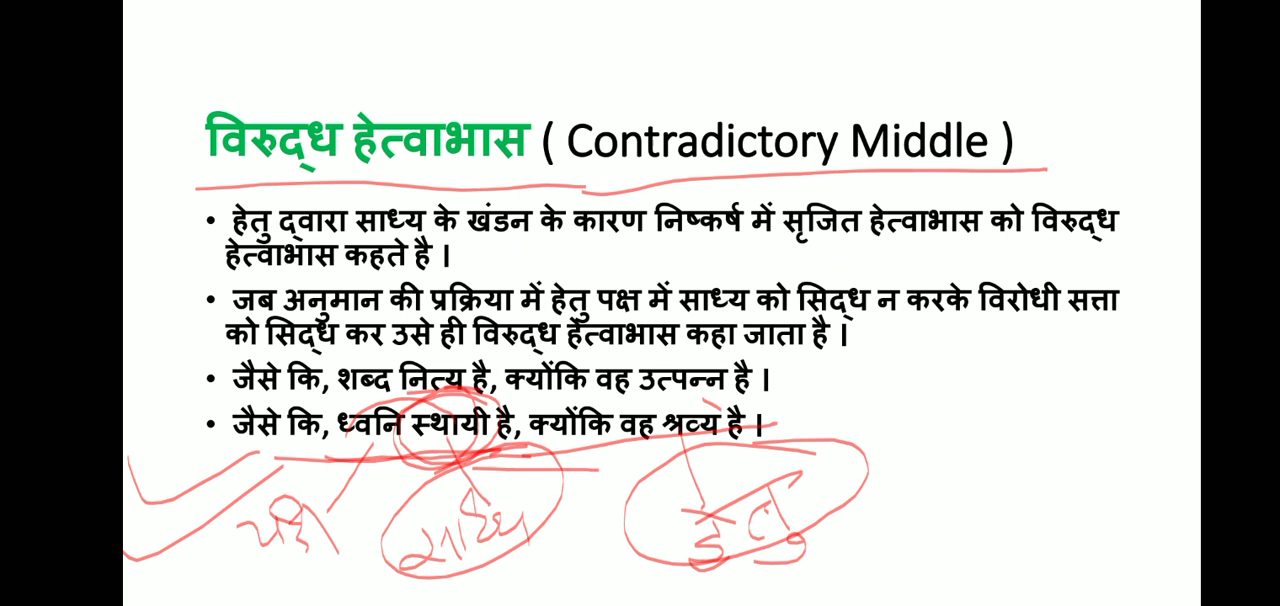 विरुद्ध हेत्वाभास ( Contradictory Middle )
• हेतु द्वारा साध्य के खंडन के कारण निष्कर्ष में सृजित हेत्वाभास को विरुद्ध
हेत्वाभास कहते है ।
• जब अनुमान की प्रक्रिया में हेतु पक्ष में साध्य को सिद्ध न करके विरोधी सत्ता
को सिद्ध कर उसे ही विरुद्ध हेत्वाभास कहा जाता है ।
• जैसे कि, शब्द नित्य है, क्योंकि वह उत्पन्न है ।
• जैसे कि, ध्वनि स्थायी है, क्योंकि वह श्रव्य है ।
पक्ष साध्य हेतु